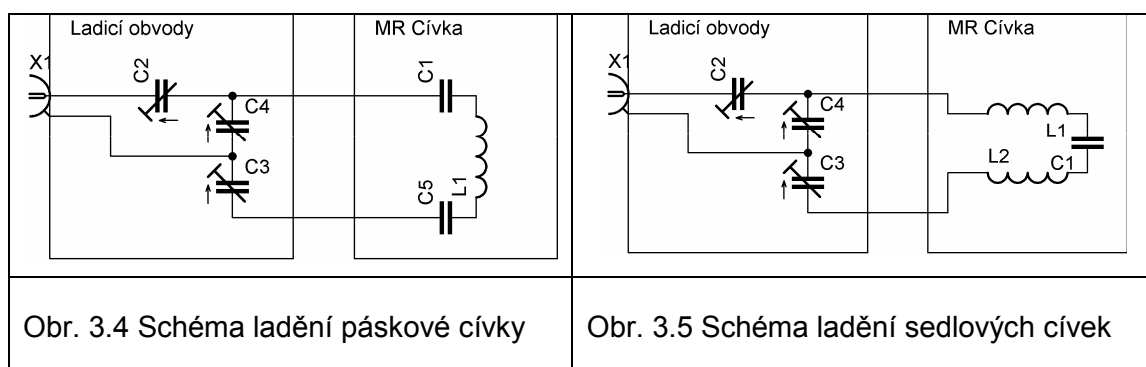 Ladicí obvody
MR Cívka
X1
C2
C4
C3
C1
C5
L1
Ladicí obvody
MR Cívka
X1
C2
C4
C3
L1
L2
C1
Obr. 3.4 Schéma ladění páskové cívky
Obr. 3.5 Schéma ladění sedlových cívek